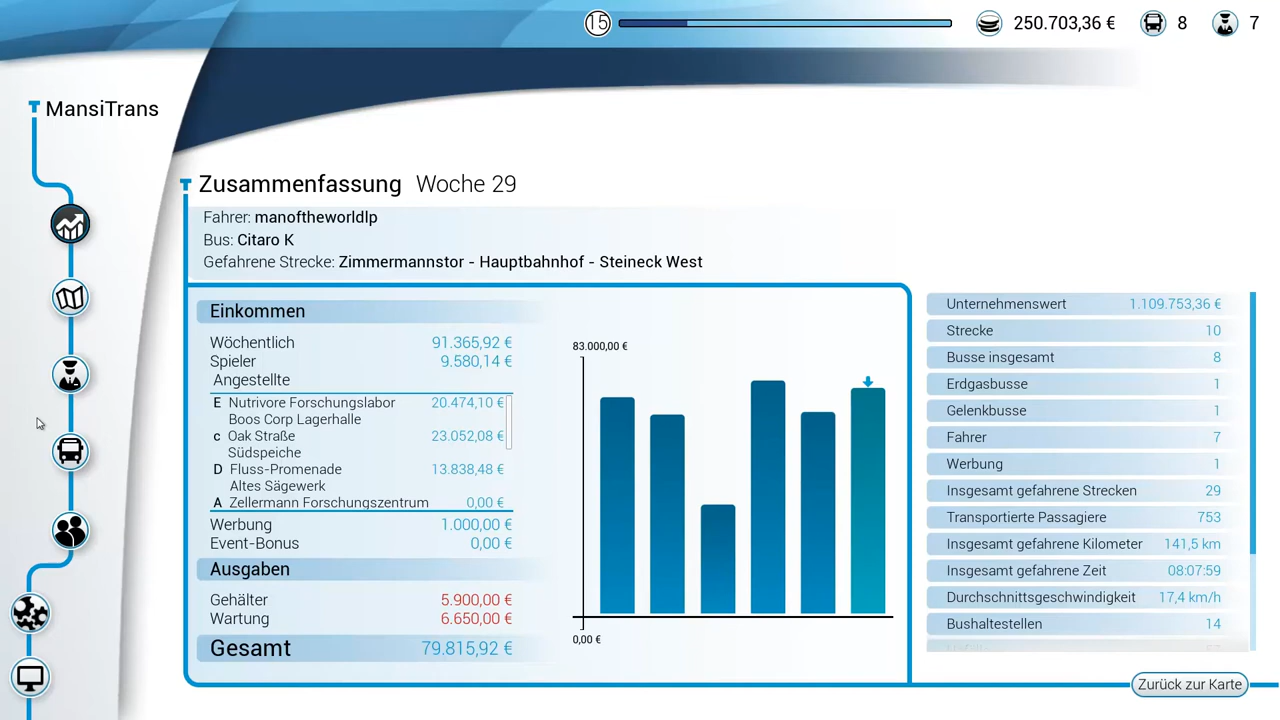 15
250.703,36 €
8
7
MansiTrans
Zusammenfassung Woche 29
Fahrer: manoftheworldlp
Bus: Citaro K
Gefahrene Strecke: Zimmermannstor - Hauptbahnhof - Steineck West
Einkommen
Wöchentlich 91.365,92 €
Spieler 9.580,14 €
Angestellte
E Nutrivore Forschungslabor 20.474,10 €
Boos Corp Lagerhalle
c Oak Straße 23.052,08 €
Südspeiche
D Fluss-Promenade 13.838,48 €
Altes Sägewerk
A Zellermann Forschungszentrum 0,00 €
Werbung 1.000,00 €
Event-Bonus 0,00 €
Ausgaben
Gehälter 5.900,00 €
Wartung 6.650,00 €
Gesamt 79.815,92 €
83.000,00 €
0,00 €
Unternehmenswert 1.109.753,36 €
Strecke 10
Busse insgesamt 8
Erdgasbusse 1
Gelenkbusse 1
Fahrer 7
Werbung 1
Insgesamt gefahrene Strecken 29
Transportierte Passagiere 753
Insgesamt gefahrene Kilometer 141,5 km
Insgesamt gefahrene Zeit 08:07:59
Durchschnittsgeschwindigkeit 17,4 km/h
Bushaltestellen 14
Zurück zur Karte